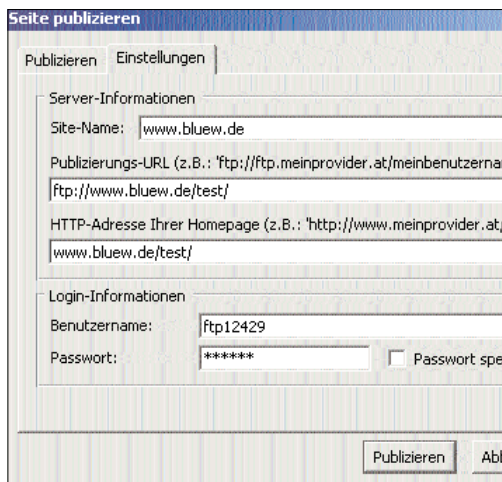 Seite publizieren
Publizieren Einstellungen
Server-Informationen
Site-Name: www.bluew.de
Publizierungs-URL (z.B.: 'ftp://ftp.meinprovider.at/meinbenutzerna
ftp://www.bluew.de/test/
HTTP-Adresse Ihrer Homepage (z.B.: 'http://www.meinprovider.at/
www.bluew.de/test/
Login-Informationen
Benutzername: ftp12429
Passwort: ******  Passwort spe
Publizieren Abb